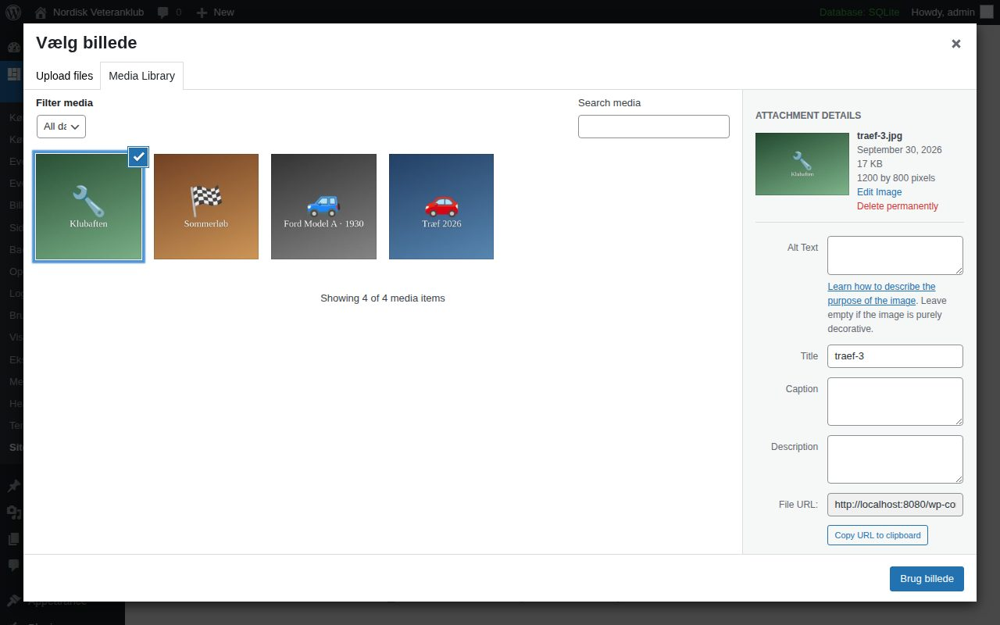 Nordisk Veteranklub
0
New
Database: SQLite
Howdy, admin
Vælg billede
Upload files
Media Library
Filter media
Search media
All da
Klubaften
Sommerløb
Ford Model A · 1930
Træf 2026
Showing 4 of 4 media items
ATTACHMENT DETAILS
Klubaften
traef-3.jpg
September 30, 2026
17 KB
1200 by 800 pixels
Edit Image
Delete permanently
Alt Text
Learn how to describe the
purpose of the image. Leave
empty if the image is purely
decorative.
Title
traef-3
Caption
Description
File URL:
http://localhost:8080/wp-co
Copy URL to clipboard
Brug billede
Appearance